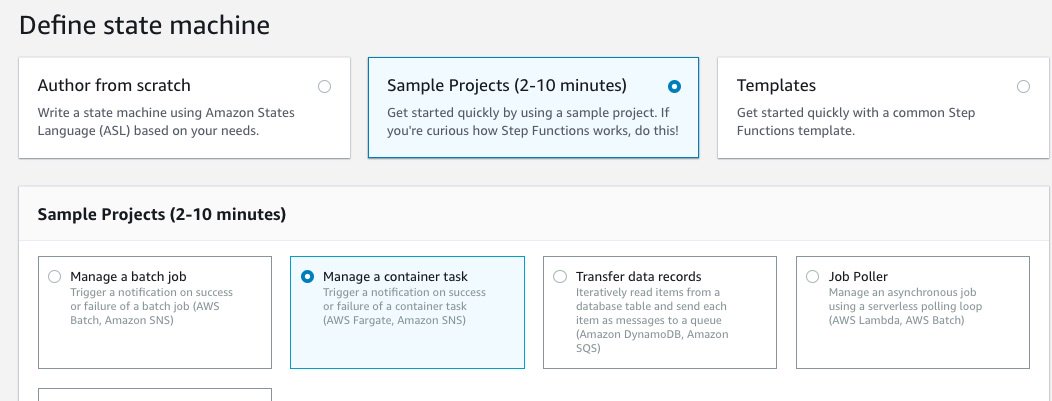 Define state machine
Author from scratch
Write a state machine using Amazon States
Language (ASL) based on your needs.
Sample Projects (2-10 minutes)
Get started quickly by using a sample project. If
you're curious how Step Functions works, do this!
Templates
Get started quickly with a common Step
Functions template.
Sample Projects (2-10 minutes)
Manage a batch job
Trigger a notification on success
or failure of a batch job (AWS
Batch, Amazon SNS)
Manage a container task
Trigger a notification on success
or failure of a container task
(AWS Fargate, Amazon SNS)
Transfer data records
Iteratively read items from a
database table and send each
item as messages to a queue
(Amazon DynamoDB, Amazon
SQS)
Job Poller
Manage an asynchronous job
using a serverless polling loop
(AWS Lambda, AWS Batch)